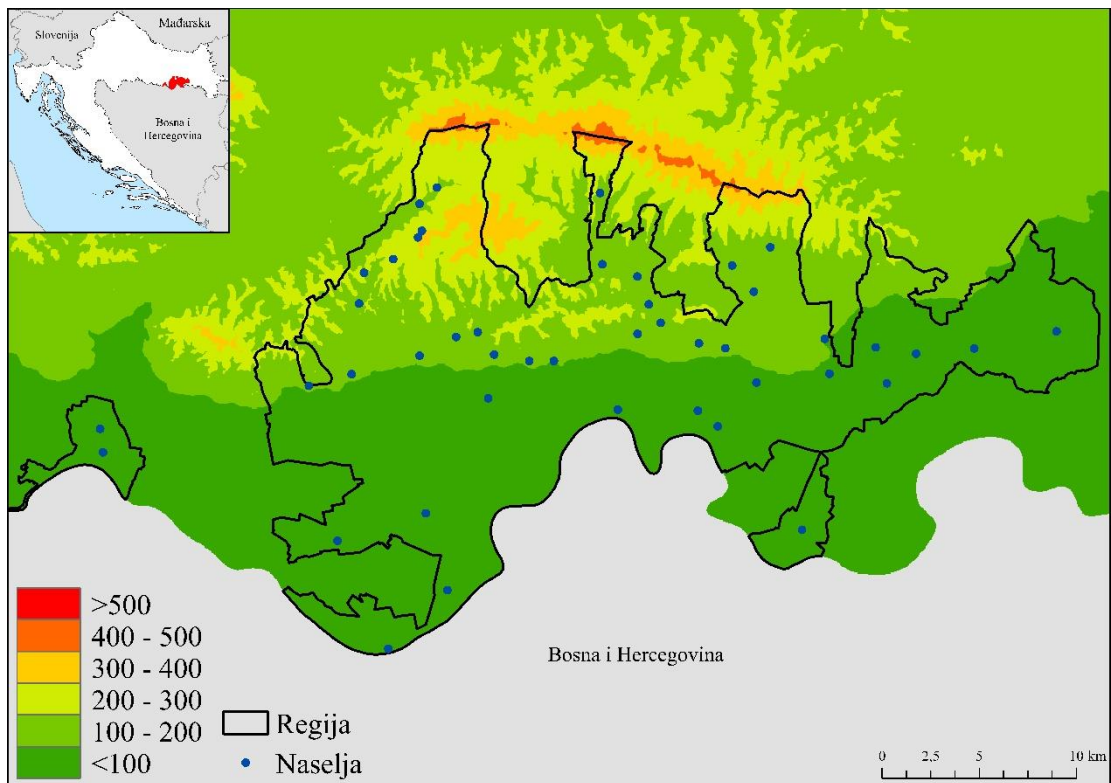 Mađarska
Slovenija
Bosna i
Hercegovina
Bosna i Hercegovina
>500
400 - 500
300 - 400
200 - 300
100 - 200
<100
Regija
Naselja
0 2,5 5 10 km